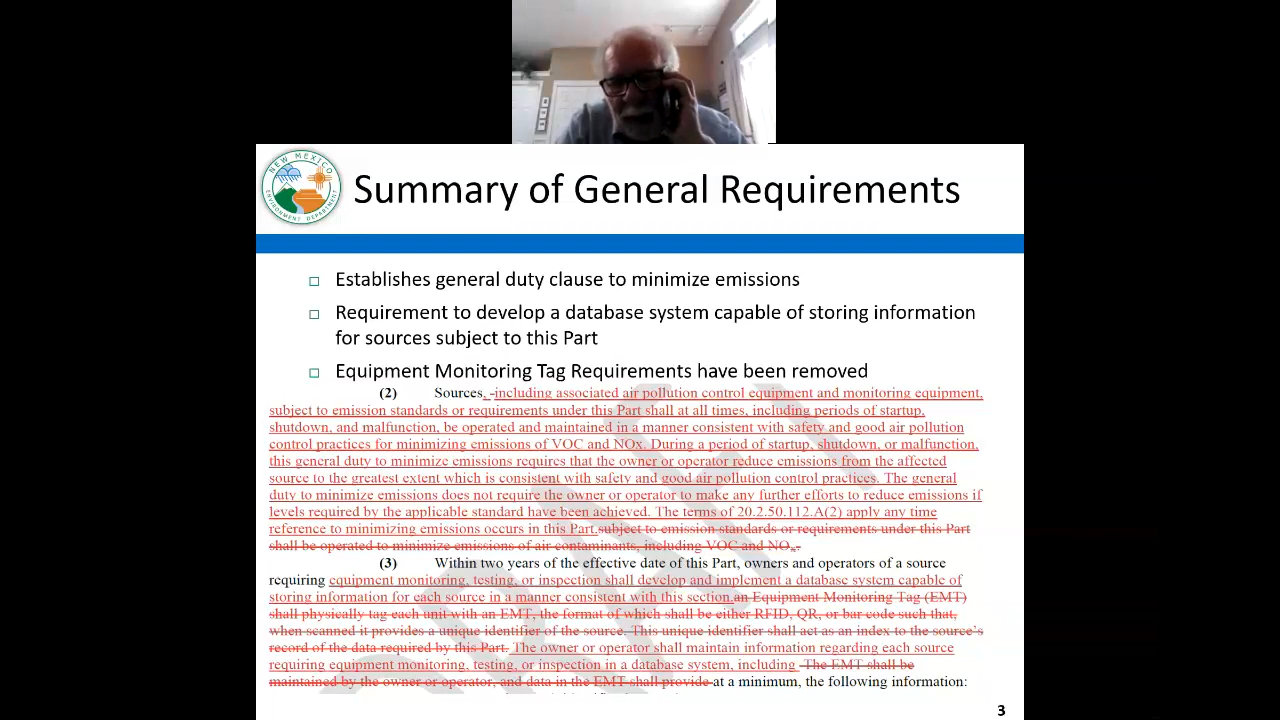 NEW MEXICO
ENVIRONMENT DEPARTMENT
Summary of General Requirements
Establishes general duty clause to minimize emissions
Requirement to develop a database system capable of storing information
for sources subject to this Part
Equipment Monitoring Tag Requirements have been removed
(2) Sources, -including associated air pollution control equipment and monitoring equipment,
subject to emission standards or requirements under this Part shall at all times, including periods of startup,
shutdown, and malfunction, be operated and maintained in a manner consistent with safety and good air pollution
control practices for minimizing emissions of VOC and NOx. During a period of startup, shutdown, or malfunction,
this general duty to minimize emissions requires that the owner or operator reduce emissions from the affected
source to the greatest extent which is consistent with safety and good air pollution control practices. The general
duty to minimize emissions does not require the owner or operator to make any further efforts to reduce emissions if
levels required by the applicable standard have been achieved. The terms of 20.2.50.112.A(2) apply any time
reference to minimizing emissions occurs in this Part.subject to emission standards or requirements under this Part
shall be operated to minimize emissions of air contaminants, including VOC and NOx.
(3) Within two years of the effective date of this Part, owners and operators of a source
requiring equipment monitoring, testing, or inspection shall develop and implement a database system capable of
storing information for each source in a manner consistent with this section.an Equipment Monitoring Tag (EMT)
shall physically tag each unit with an EMT, the format of which shall be either RFID, QR, or bar code such that,
when scanned it provides a unique identifier of the source. This unique identifier shall act as an index to the source's
record of the data required by this Part. The owner or operator shall maintain information regarding each source
requiring equipment monitoring, testing, or inspection in a database system, including The EMT shall be
maintained by the owner or operator, and data in the EMT shall provide at a minimum, the following information:
3